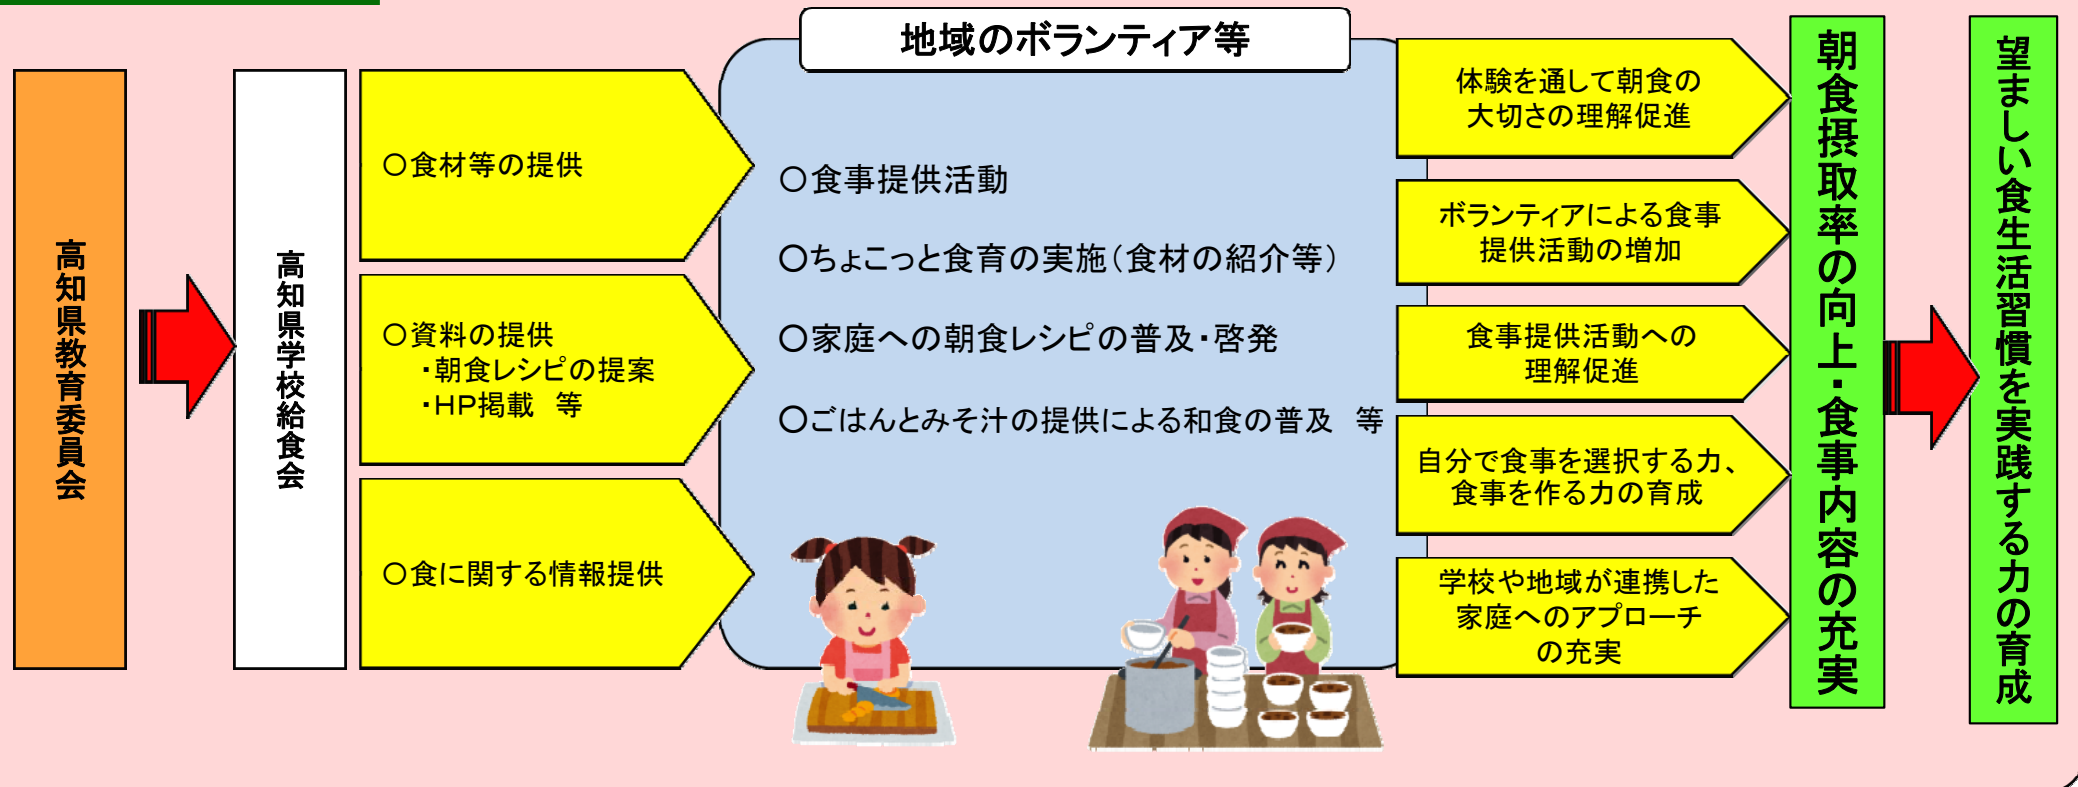 高知県教育委員会
高知県学校給食会
〇食材等の提供
〇資料の提供
・朝食レシピの提案
・HP掲載　等
〇食に関する情報提供
地域のボランティア等
〇食事提供活動
〇ちょこっと食育の実施(食材の紹介等)
〇家庭への朝食レシピの普及・啓発
〇ごはんとみそ汁の提供による和食の普及　等
体験を通して朝食の
大切さの理解促進
ボランティアによる食事
提供活動の増加
食事提供活動への
理解促進
自分で食事を選択する力、
食事を作る力の育成
学校や地域が連携した
家庭へのアプローチ
の充実
朝食摂取率の向上・食事内容の充実
望ましい食生活習慣を実践する力の育成